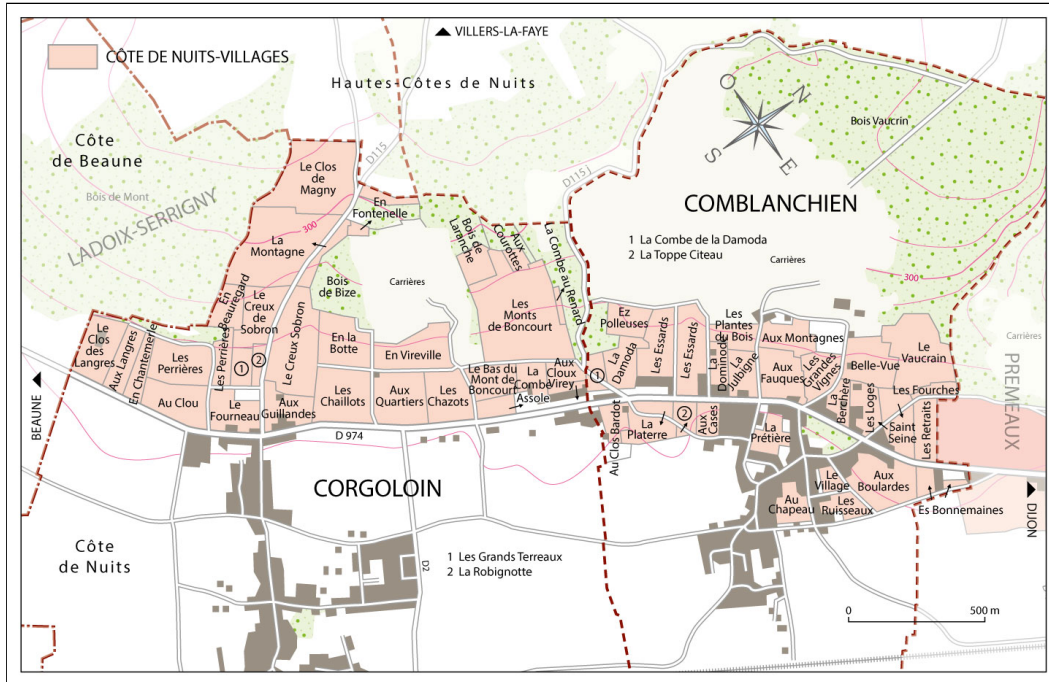 VILLERS-LA-FAYE
CÔTE DE NUITS-VILLAGES
Hautes-Côtes de Nuits
Côte
de Beaune
Bois de Mont
LADOIX-SERRIGNY
D115
D115J
Bois Vaucrin
O
N
S
E
COMBLANCHIEN
1 La Combe de la Damoda
2 La Toppe Citeau
Carrières
300
Carrières
PREMEAUX
Le Clos
de
Magny
En
Fontenelle
300
La
Montagne
Bois
de Bize
Carrières
Bois de
Laranche
Aux
Courottes
La Combe au Renard
Les
Monts
de Boncourt
En
Beauregard
Le
Creux de
Sobron
Le Creux Sobron
En la
Botte
En Vireville
Le
Clos
des
Langres
Aux Langres
En Chantemerle
Les
Perrières
Les Perrières
1
2
Au Clou
Le
Fourneau
Aux
Guillandes
Les
Chaillots
Aux
Quartiers
Les
Chazots
Le Bas du
Mont de
Boncourt
La
Combe
Assole
Aux
Cloux
Virey
Ez
Polleuses
1
La
Damoda
Les Essards
Les Essards
Les
Plantes
du Bois
La
Dominode
La
Julbigne
Aux Montagnes
Aux
Fauques
Les
Grandes
Vignes
La
Berchère
Belle-Vue
Le
Vaucrain
Les Fourches
Les Loges
Saint
Seine
Les Retraits
Au Clos Bardot
La
Platerre
2
Aux
Cases
La
Prétière
Le
Village
Aux
Boulardes
Au
Chapeau
Les
Ruisseaux
Es Bonnemaines
BEAUNE
D 974
DIJON
CORGOLOIN
Côte
de Nuits
1 Les Grands Terreaux
2 La Robignotte
D2
0
500 m